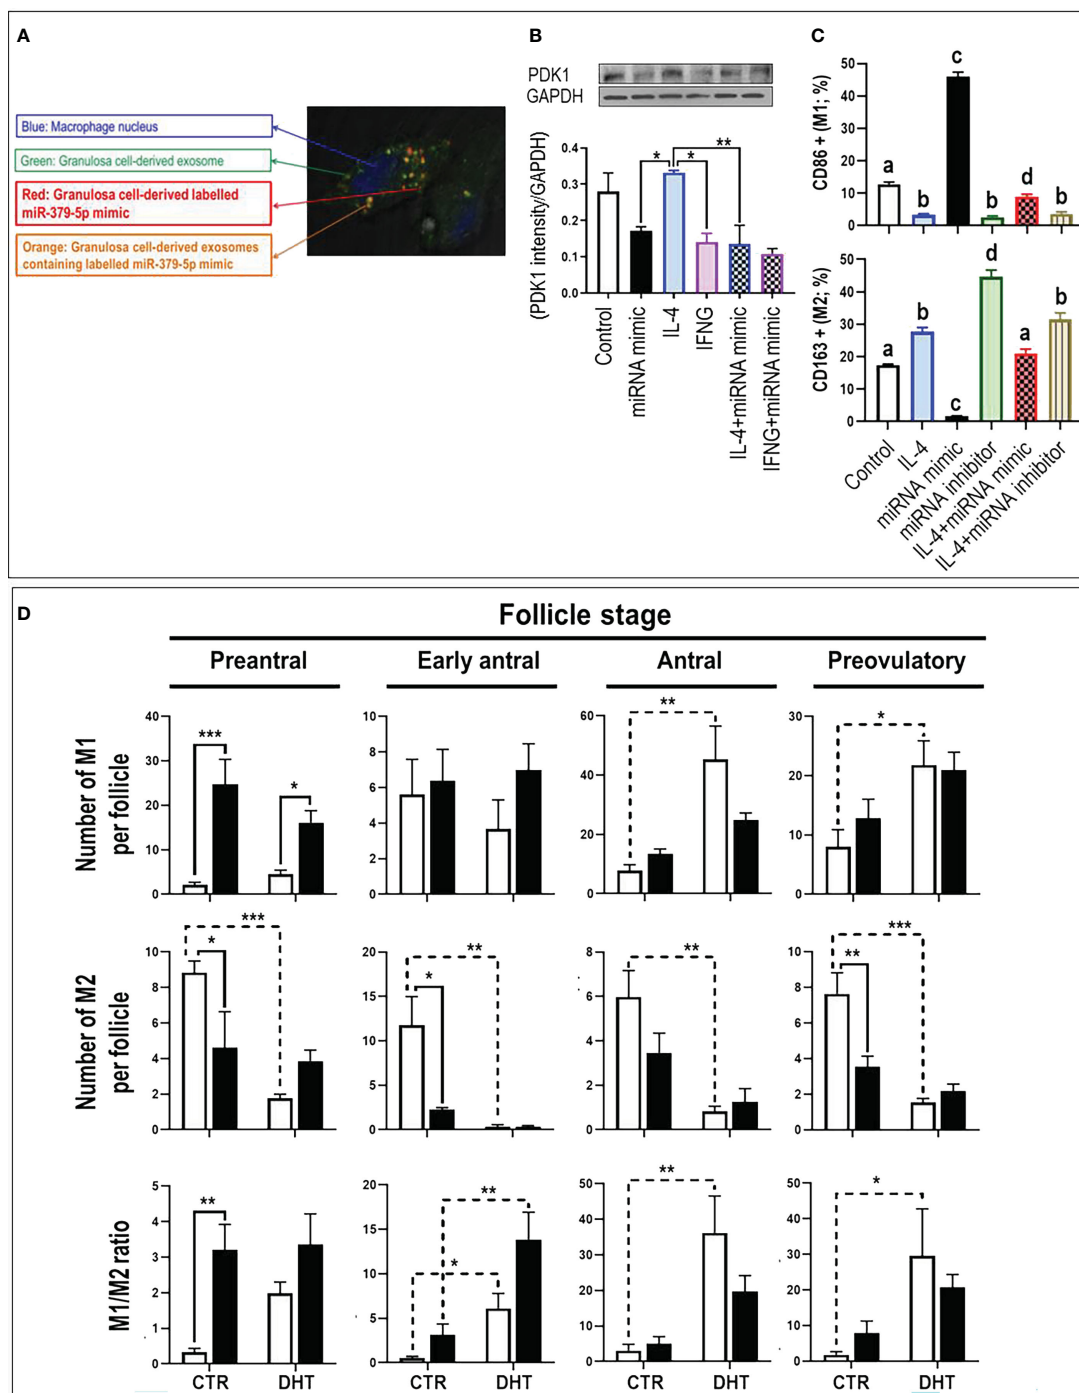 A
Blue: Macrophage nucleus
Green: Granulosa cell-derived exosome
Red: Granulosa cell-derived labelled
miR-379-5p mimic
Orange: Granulosa cell-derived exosomes
containing labelled miR-379-5p mimic
B
PDK1
GAPDH
(PDK1 intensity/GAPDH)
0.4
0.3
0.2
0.1
0.0
* * **
Control
miRNA mimic
IL-4
IFNG
IL-4+miRNA mimic
IFNG+miRNA mimic
C
CD86 + (M1; %)
50
40
30
20
10
0
a b c b d b
CD163 + (M2; %)
50
40
30
20
10
0
a b c d a b
Control
IL-4
miRNA mimic
miRNA inhibitor
IL-4+miRNA mimic
IL-4+miRNA inhibitor
D
Follicle stage
Preantral Early antral Antral Preovulatory
Number of M1
per follicle
40
30
20
10
0
***
*
10
8
6
4
2
0
60
40
20
0
**
30
20
10
0
*
Number of M2
per follicle
10
8
6
4
2
0
***
*
20
15
10
5
0
**
*
8
6
4
2
0
**
10
8
6
4
2
0
***
**
M1/M2 ratio
5
4
3
2
1
0
**
CTR DHT
20
15
10
5
0
**
*
CTR DHT
50
40
30
20
10
0
**
CTR DHT
50
40
30
20
10
0
*
CTR DHT